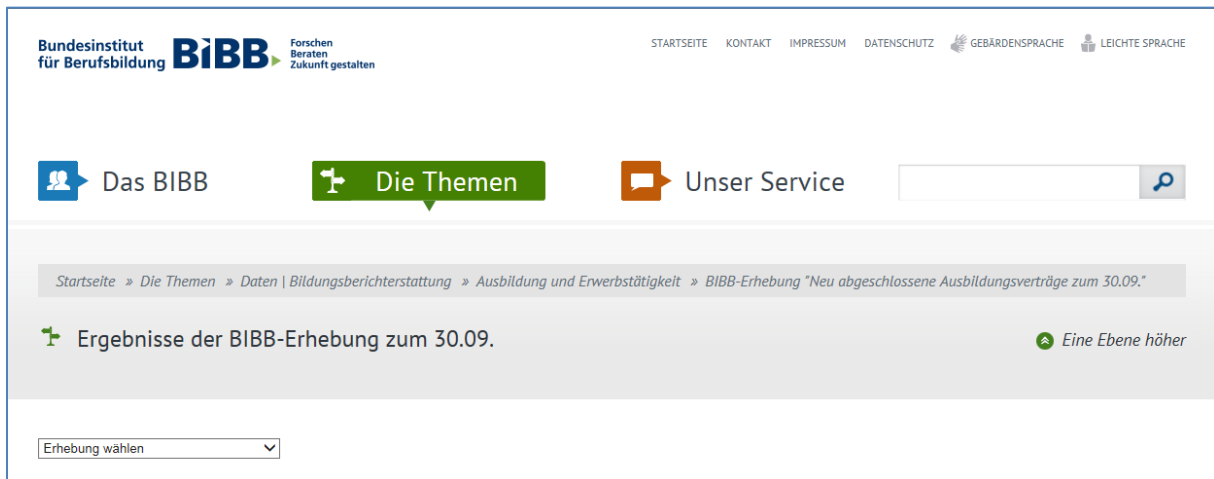 Bundesinstitut
für Berufsbildung
BiBB
Forschen
Beraten
Zukunft gestalten
STARTSEITE KONTAKT IMPRESSUM DATENSCHUTZ GEBÄRDENSPRACHE LEICHTE SPRACHE
Das BIBB Die Themen Unser Service
Startseite » Die Themen » Daten | Bildungsberichterstattung » Ausbildung und Erwerbstätigkeit » BIBB-Erhebung "Neu abgeschlossene Ausbildungsverträge zum 30.09."
Ergebnisse der BIBB-Erhebung zum 30.09. Eine Ebene höher
Erhebung wählen